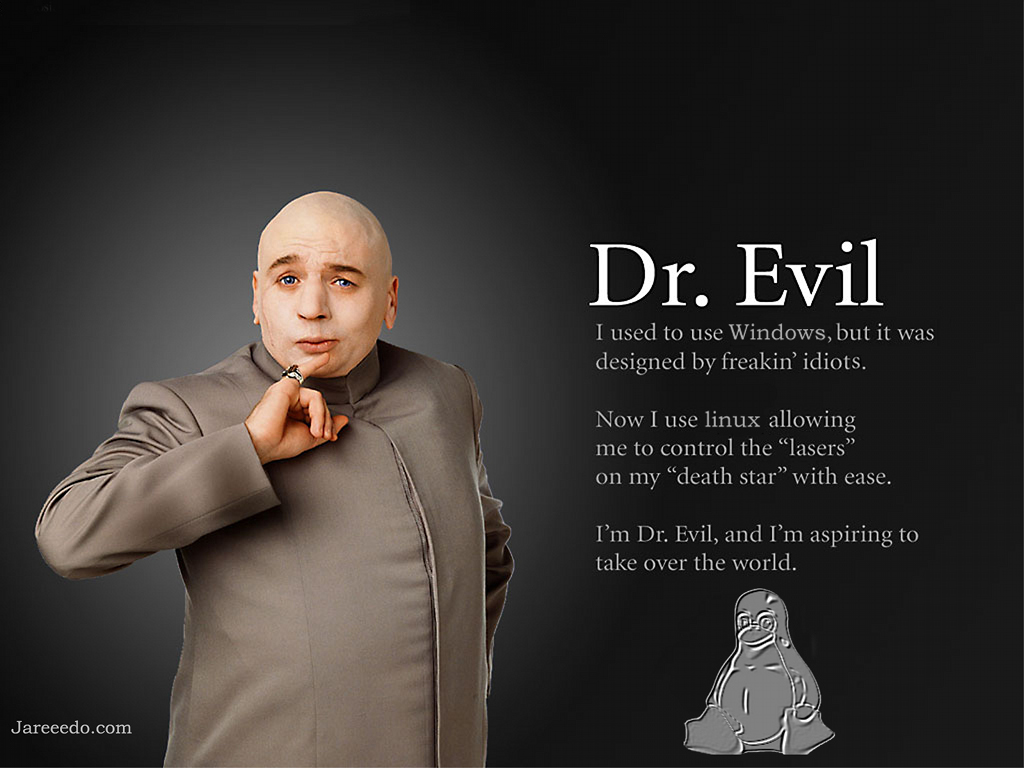 Dr. Evil
I used to use Windows, but it was
designed by freakin’ idiots.
Now I use linux allowing
me to control the “lasers”
on my “death star” with ease.
I’m Dr. Evil, and I’m aspiring to
take over the world.
Jareeedo.com